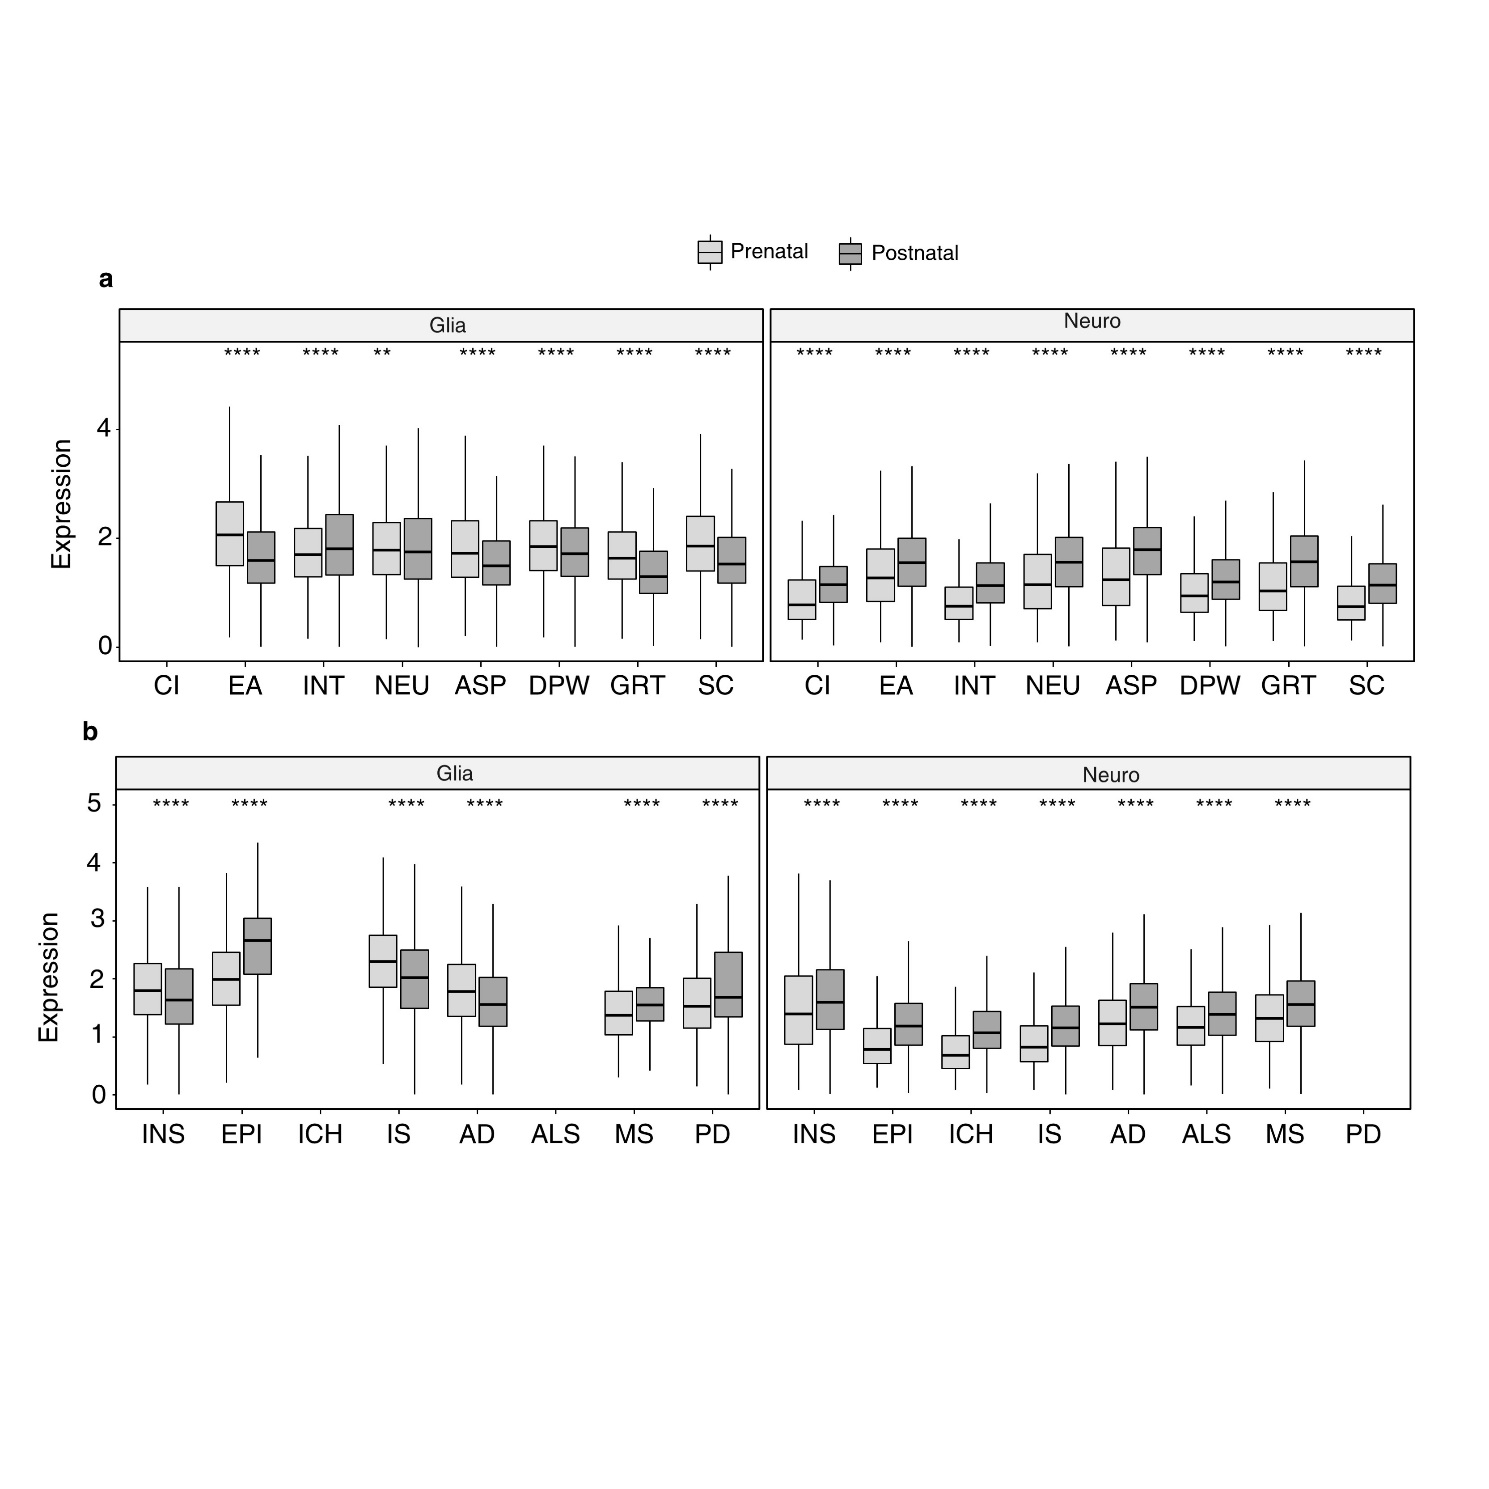 Prenatal Postnatal
a
Glia Neuro
**** **** ** **** **** **** **** **** **** **** **** **** **** **** ****
Expression
4
2
0
CI EA INT NEU ASP DPW GRT SC CI EA INT NEU ASP DPW GRT SC
b
Glia Neuro
**** **** **** **** **** **** **** **** **** **** **** **** ****
Expression
5
4
3
2
1
0
INS EPI ICH IS AD ALS MS PD INS EPI ICH IS AD ALS MS PD